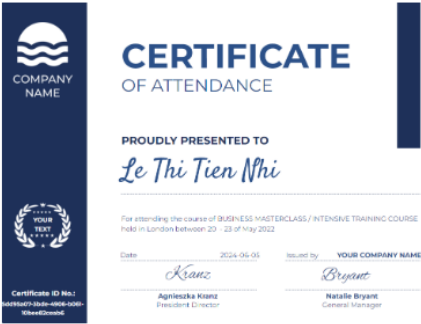 COMPANY
NAME
CERTIFICATE
OF ATTENDANCE
PROUDLY PRESENTED TO
Le Thi Tien Nhi
For attending the course of BUSINESS MASTERCLASS / INTENSIVE TRAINING COURSE
held in London between 20 - 23 of May 2022
YOUR
TEXT
Date 2024-06-05 Issued by YOUR COMPANY NAME
Kranz Bryant
Agnieszka Kranz Natalie Bryant
President Director General Manager
Certificate ID No.: